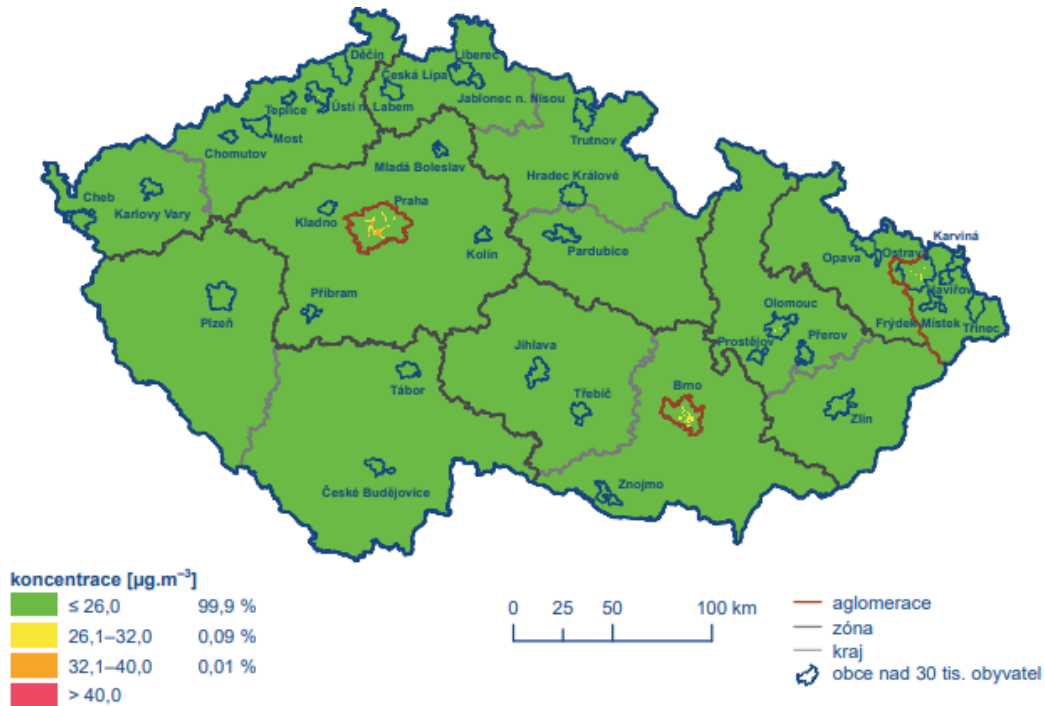 Děčín
Liberec
Česká Lípa
Jablonec n. Nisou
Teplice
Ústí n. Labem
Most
Chomutov
Trutnov
Mladá Boleslav
Hradec Králové
Cheb
Karlovy Vary
Kladno
Praha
Kolín
Pardubice
Karviná
Opava
Ostrav
Havířov
Olomouc
Frýdek Místek
Třinec
Příbram
Plzeň
Prostějov
Přerov
Jihlava
Tábor
Třebíč
Brno
Zlín
České Budějovice
Znojmo
koncentrace [µg.m⁻³]
≤ 26,0 99,9 %
26,1–32,0 0,09 %
32,1–40,0 0,01 %
> 40,0
0 25 50 100 km
aglomerace
zóna
kraj
obce nad 30 tis. obyvatel